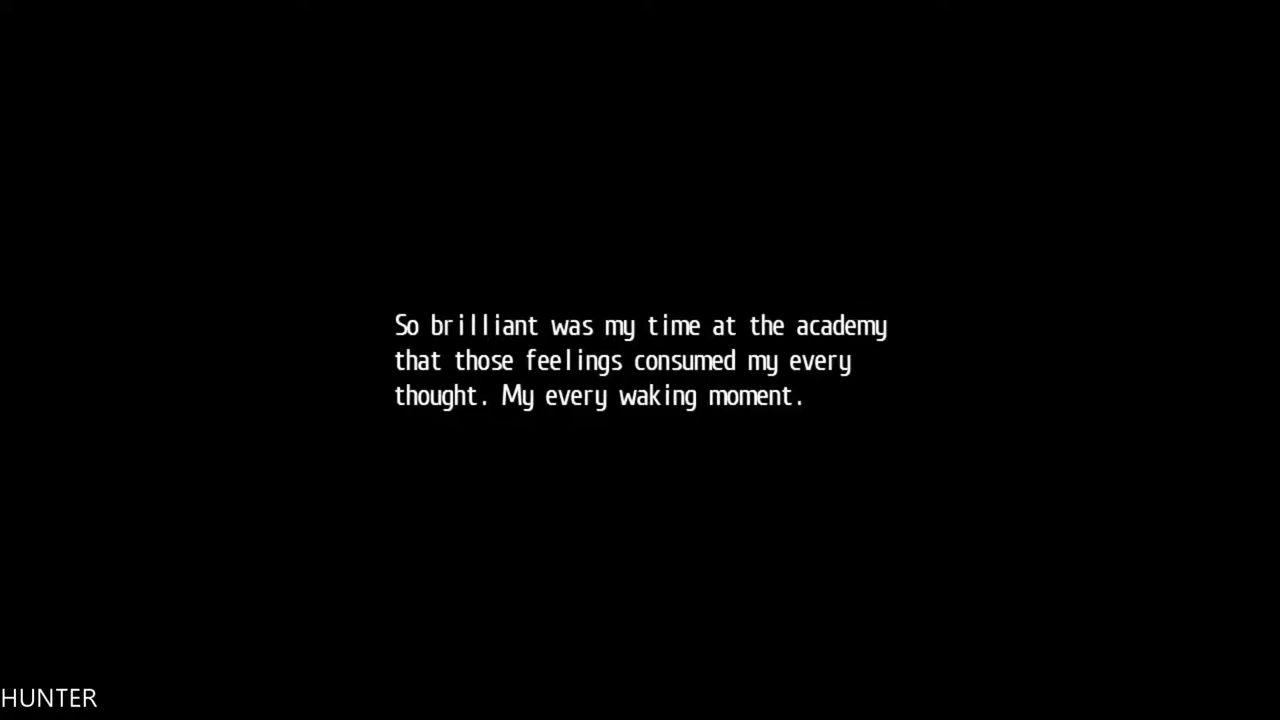 So brilliant was my time at the academy
that those feelings consumed my every
thought. My every waking moment.
HUNTER